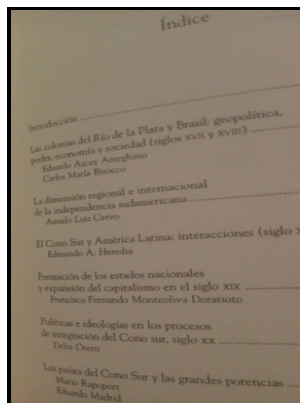 Índice
Introducción
Las colonias del Río de la Plata y Brasil: geopolítica,
poder, economía y sociedad (siglos XVII y XVIII)
Eduardo Azcuy Ameghino
Carlos María Birocco
La dimensión regional e internacional
de la independencia sudamericana
Amado Luiz Cervo
El Cono Sur y América Latina: interacciones (siglo
Edmundo A. Heredia
Formación de los estados nacionales
y expansión del capitalismo en el siglo XIX
Francisco Fernando Monteoliva Doratioto
Políticas e ideologías en los procesos
de integración del Cono sur, siglo XX
Delia Otero
Los países del Cono Sur y las grandes potencias
Mario Rapoport
Eduardo Madrid